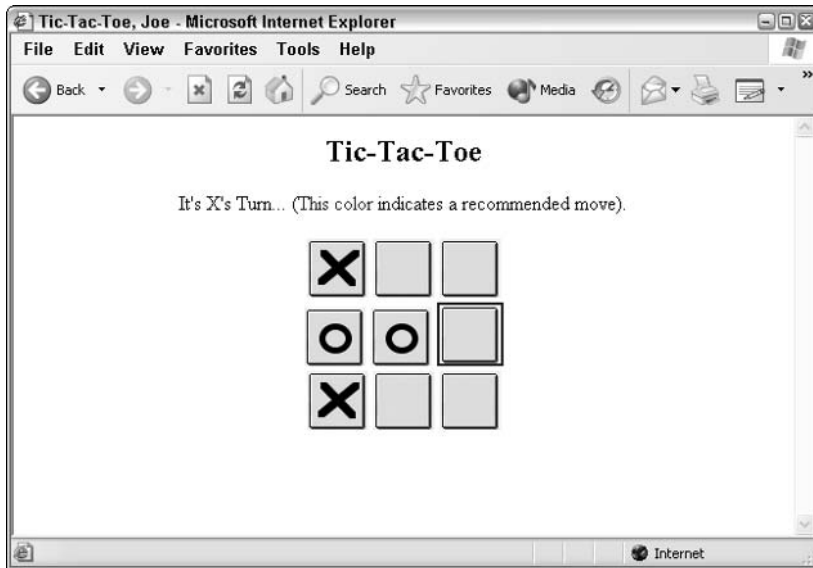 Tic-Tac-Toe, Joe - Microsoft Internet Explorer
File Edit View Favorites Tools Help
Back Search Favorites Media »
Tic-Tac-Toe
It's X's Turn... (This color indicates a recommended move).
X
O O
X
Internet